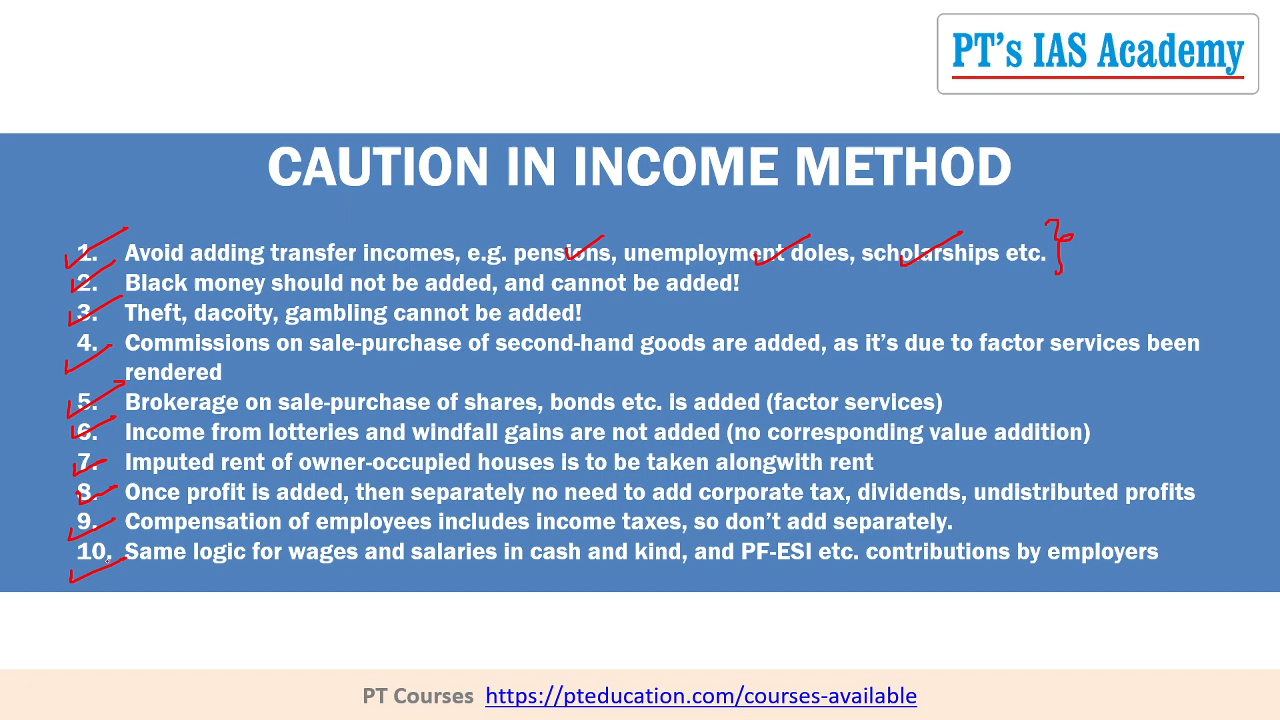 PT's IAS Academy
CAUTION IN INCOME METHOD
1. Avoid adding transfer incomes, e.g. pensions, unemployment doles, scholarships etc.
2. Black money should not be added, and cannot be added!
3. Theft, dacoity, gambling cannot be added!
4. Commissions on sale-purchase of second-hand goods are added, as it's due to factor services been
rendered
5. Brokerage on sale-purchase of shares, bonds etc. is added (factor services)
6. Income from lotteries and windfall gains are not added (no corresponding value addition)
7. Imputed rent of owner-occupied houses is to be taken alongwith rent
8. Once profit is added, then separately no need to add corporate tax, dividends, undistributed profits
9. Compensation of employees includes income taxes, so don't add separately.
10. Same logic for wages and salaries in cash and kind, and PF-ESI etc. contributions by employers
PT Courses https://pteducation.com/courses-available